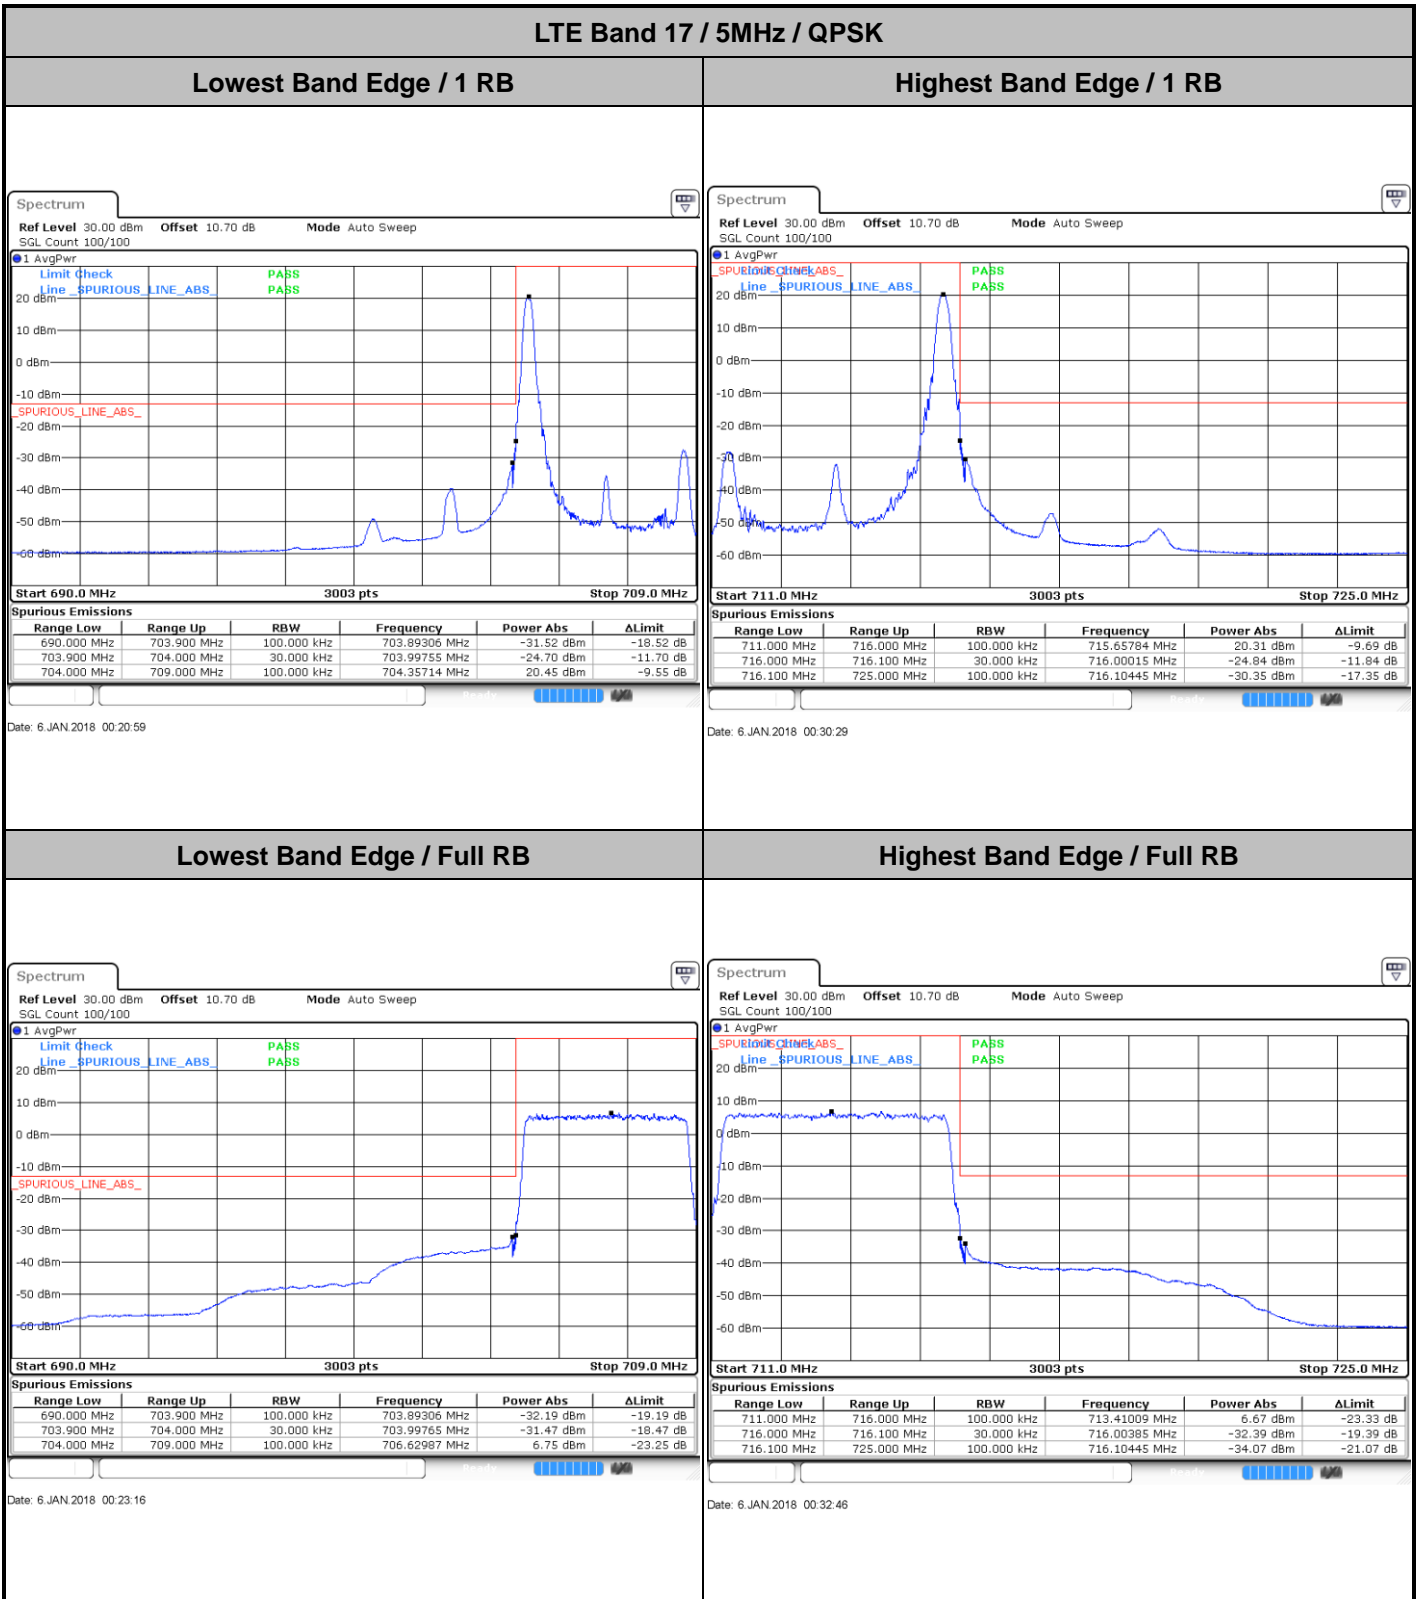 LTE Band 17 / 5MHz / QPSK
Lowest Band Edge / 1 RB
Highest Band Edge / 1 RB
Spectrum
Ref Level 30.00 dBm Offset 10.70 dB Mode Auto Sweep
SGL Count 100/100
1 AvgPwr
Limit Check PASS
Line _SPURIOUS_LINE_ABS_ PASS
20 dBm
10 dBm
0 dBm
-10 dBm
_SPURIOUS_LINE_ABS_
-20 dBm
-30 dBm
-40 dBm
-50 dBm
-60 dBm
Start 690.0 MHz 3003 pts Stop 709.0 MHz
Spurious Emissions
Range Low Range Up RBW Frequency Power Abs ΔLimit
690.000 MHz 703.900 MHz 100.000 kHz 703.89306 MHz -31.52 dBm -18.52 dB
703.900 MHz 704.000 MHz 30.000 kHz 703.99755 MHz -24.70 dBm -11.70 dB
704.000 MHz 709.000 MHz 100.000 kHz 704.35714 MHz 20.45 dBm -9.55 dB
Ready
Date: 6.JAN.2018 00:20:59
Spectrum
Ref Level 30.00 dBm Offset 10.70 dB Mode Auto Sweep
SGL Count 100/100
1 AvgPwr
_SPURIOUS_LINE_ABS_
Limit Check PASS
Line _SPURIOUS_LINE_ABS_ PASS
20 dBm
10 dBm
0 dBm
-10 dBm
-20 dBm
-30 dBm
-40 dBm
-50 dBm
-60 dBm
Start 711.0 MHz 3003 pts Stop 725.0 MHz
Spurious Emissions
Range Low Range Up RBW Frequency Power Abs ΔLimit
711.000 MHz 716.000 MHz 100.000 kHz 715.65784 MHz 20.31 dBm -9.69 dB
716.000 MHz 716.100 MHz 30.000 kHz 716.00015 MHz -24.84 dBm -11.84 dB
716.100 MHz 725.000 MHz 100.000 kHz 716.10445 MHz -30.35 dBm -17.35 dB
Ready
Date: 6.JAN.2018 00:30:29
Lowest Band Edge / Full RB
Highest Band Edge / Full RB
Spectrum
Ref Level 30.00 dBm Offset 10.70 dB Mode Auto Sweep
SGL Count 100/100
1 AvgPwr
Limit Check PASS
Line _SPURIOUS_LINE_ABS_ PASS
20 dBm
10 dBm
0 dBm
-10 dBm
_SPURIOUS_LINE_ABS_
-20 dBm
-30 dBm
-40 dBm
-50 dBm
-60 dBm
Start 690.0 MHz 3003 pts Stop 709.0 MHz
Spurious Emissions
Range Low Range Up RBW Frequency Power Abs ΔLimit
690.000 MHz 703.900 MHz 100.000 kHz 703.89306 MHz -32.19 dBm -19.19 dB
703.900 MHz 704.000 MHz 30.000 kHz 703.99765 MHz -31.47 dBm -18.47 dB
704.000 MHz 709.000 MHz 100.000 kHz 706.62987 MHz 6.75 dBm -23.25 dB
Ready
Date: 6.JAN.2018 00:23:16
Spectrum
Ref Level 30.00 dBm Offset 10.70 dB Mode Auto Sweep
SGL Count 100/100
1 AvgPwr
_SPURIOUS_LINE_ABS_
Limit Check PASS
Line _SPURIOUS_LINE_ABS_ PASS
20 dBm
10 dBm
0 dBm
-10 dBm
-20 dBm
-30 dBm
-40 dBm
-50 dBm
-60 dBm
Start 711.0 MHz 3003 pts Stop 725.0 MHz
Spurious Emissions
Range Low Range Up RBW Frequency Power Abs ΔLimit
711.000 MHz 716.000 MHz 100.000 kHz 713.41009 MHz 6.67 dBm -23.33 dB
716.000 MHz 716.100 MHz 30.000 kHz 716.00385 MHz -32.39 dBm -19.39 dB
716.100 MHz 725.000 MHz 100.000 kHz 716.10445 MHz -34.07 dBm -21.07 dB
Ready
Date: 6.JAN.2018 00:32:46